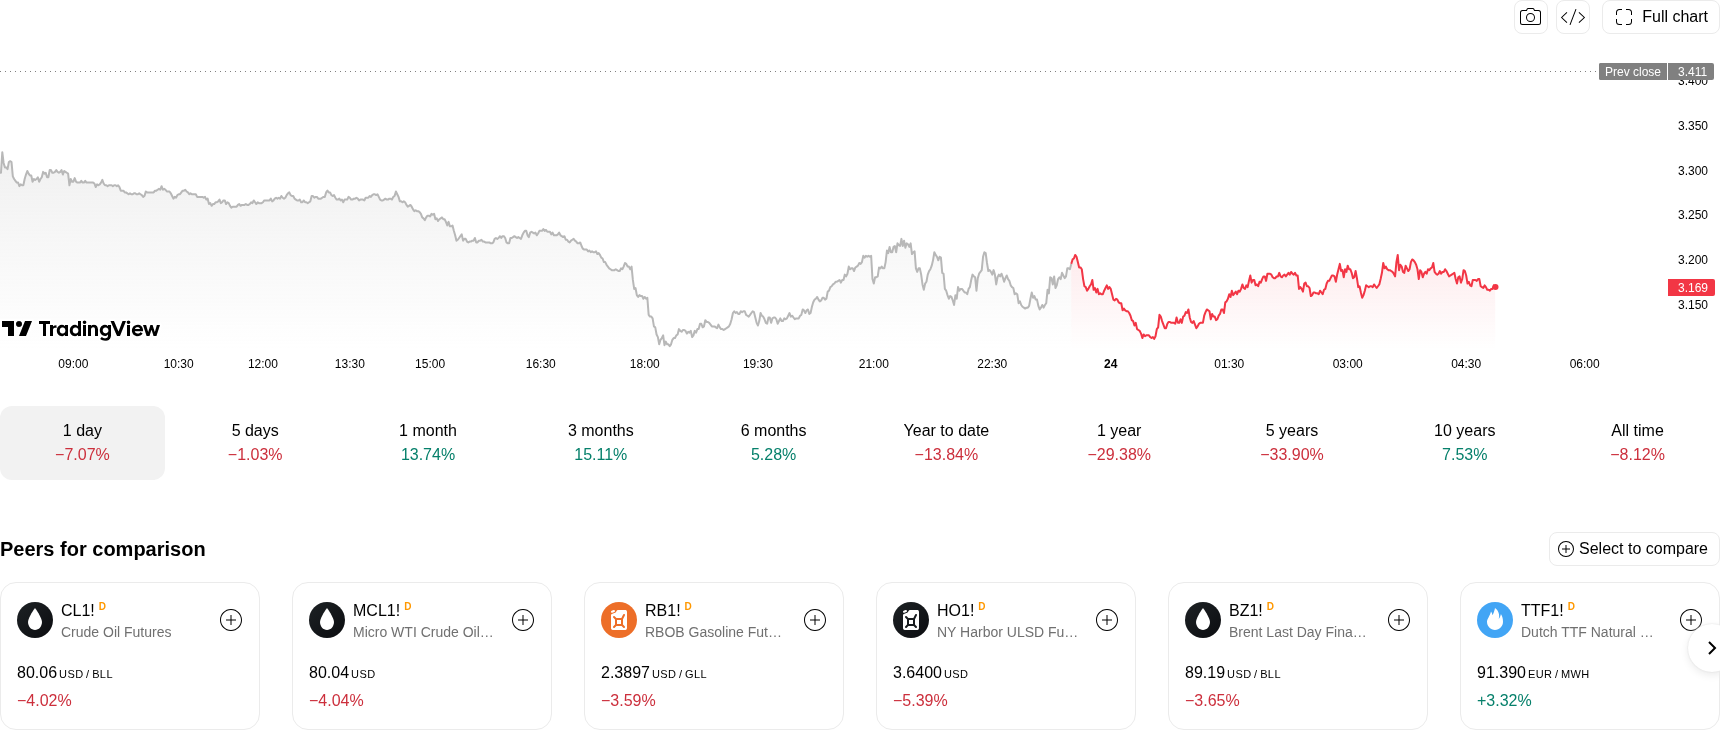 Full chart
Prev close 3.411
3.400
3.350
3.300
3.250
3.200
3.169
3.150
TradingView
09:00 10:30 12:00 13:30 15:00 16:30 18:00 19:30 21:00 22:30 24 01:30 03:00 04:30 06:00
1 day 5 days 1 month 3 months 6 months Year to date 1 year 5 years 10 years All time
−7.07% −1.03% 13.74% 15.11% 5.28% −13.84% −29.38% −33.90% 7.53% −8.12%
Peers for comparison
Select to compare
CL1! D
Crude Oil Futures
80.06 USD / BLL
−4.02%
MCL1! D
Micro WTI Crude Oil…
80.04 USD
−4.04%
RB1! D
RBOB Gasoline Fut…
2.3897 USD / GLL
−3.59%
HO1! D
NY Harbor ULSD Fu…
3.6400 USD
−5.39%
BZ1! D
Brent Last Day Fina…
89.19 USD / BLL
−3.65%
TTF1! D
Dutch TTF Natural …
91.390 EUR / MWH
+3.32%